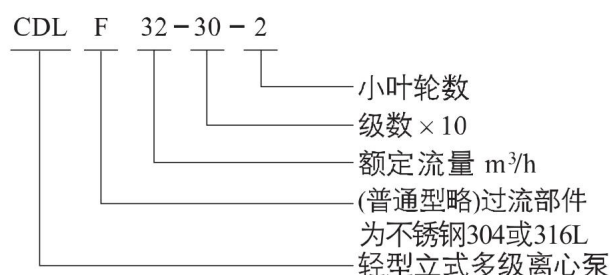 CDL F 32-30-2
小叶轮数
级数×10
额定流量 m³/h
(普通型略)过流部件
为不锈钢304或316L
轻型立式多级离心泵